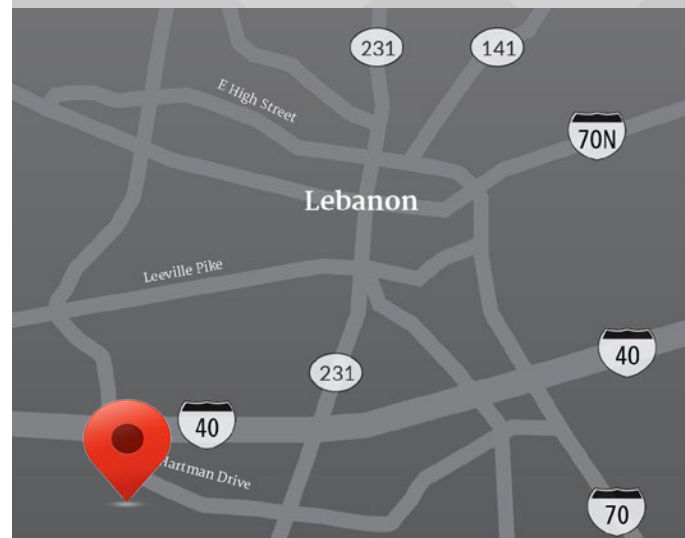 231
141
E High Street
70N
Lebanon
Leeville Pike
40
231
40
Hartman Drive
70